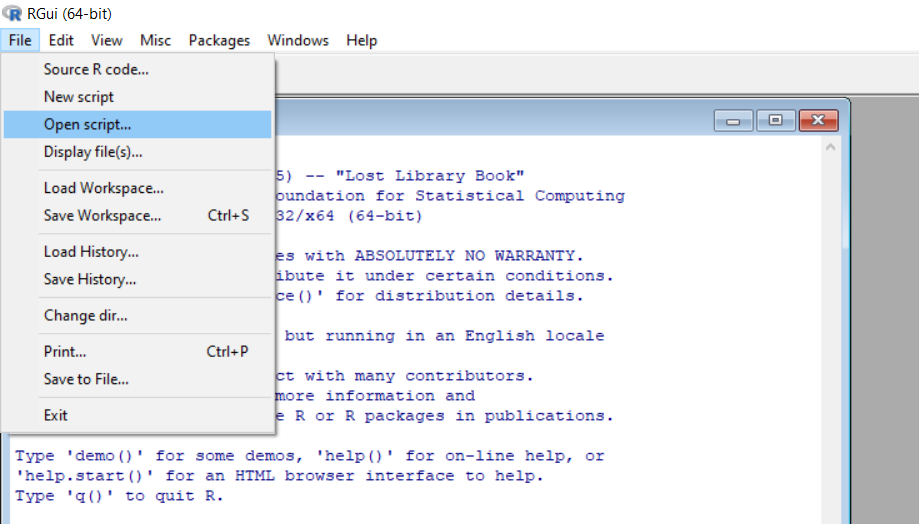 RGui (64-bit)
File Edit View Misc Packages Windows Help
Source R code...
New script
Open script...
Display file(s)...
Load Workspace...
Save Workspace... Ctrl+S
Load History...
Save History...
Change dir...
Print... Ctrl+P
Save to File...
Exit
5) -- "Lost Library Book"
oundation for Statistical Computing
32/x64 (64-bit)
es with ABSOLUTELY NO WARRANTY.
ibute it under certain conditions.
ce()' for distribution details.
but running in an English locale
ct with many contributors.
more information and
e R or R packages in publications.
Type 'demo()' for some demos, 'help()' for on-line help, or
'help.start()' for an HTML browser interface to help.
Type 'q()' to quit R.